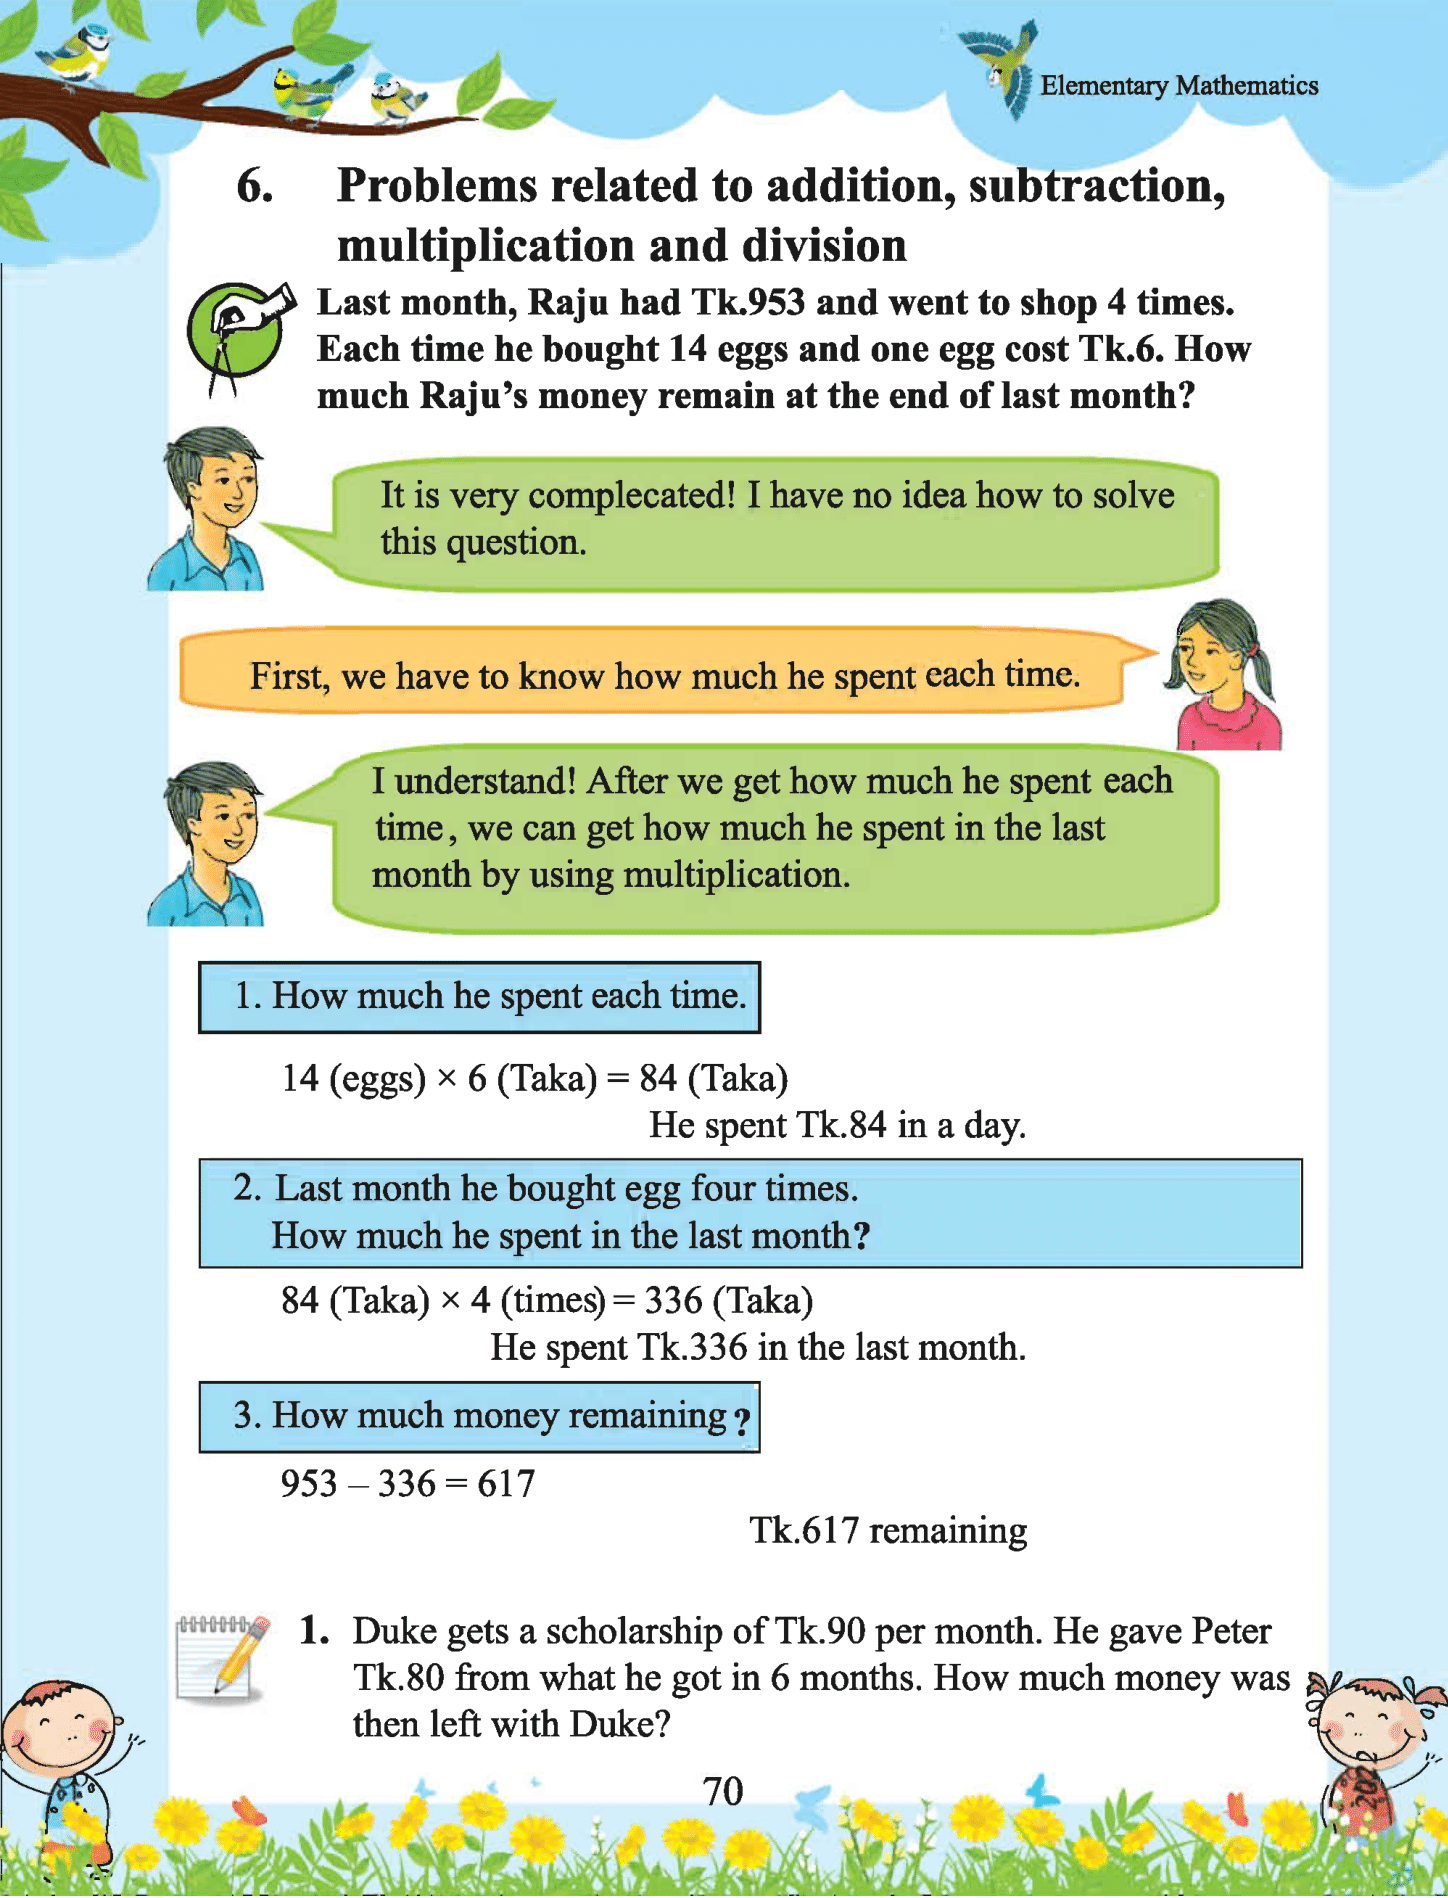 Elementary Mathematics
6. Problems related to addition, subtraction,
multiplication and division
Last month, Raju had Tk.953 and went to shop 4 times.
Each time he bought 14 eggs and one egg cost Tk.6. How
much Raju's money remain at the end of last month?
It is very complecated! I have no idea how to solve
this question.
First, we have to know how much he spent each time.
I understand! After we get how much he spent each
time, we can get how much he spent in the last
month by using multiplication.
1. How much he spent each time.
14 (eggs) × 6 (Taka) = 84 (Taka)
He spent Tk.84 in a day.
2. Last month he bought egg four times.
How much he spent in the last month?
84 (Taka) × 4 (times) = 336 (Taka)
He spent Tk.336 in the last month.
3. How much money remaining?
953 – 336 = 617
Tk.617 remaining
1. Duke gets a scholarship of Tk.90 per month. He gave Peter
Tk.80 from what he got in 6 months. How much money was
then left with Duke?
70
2022